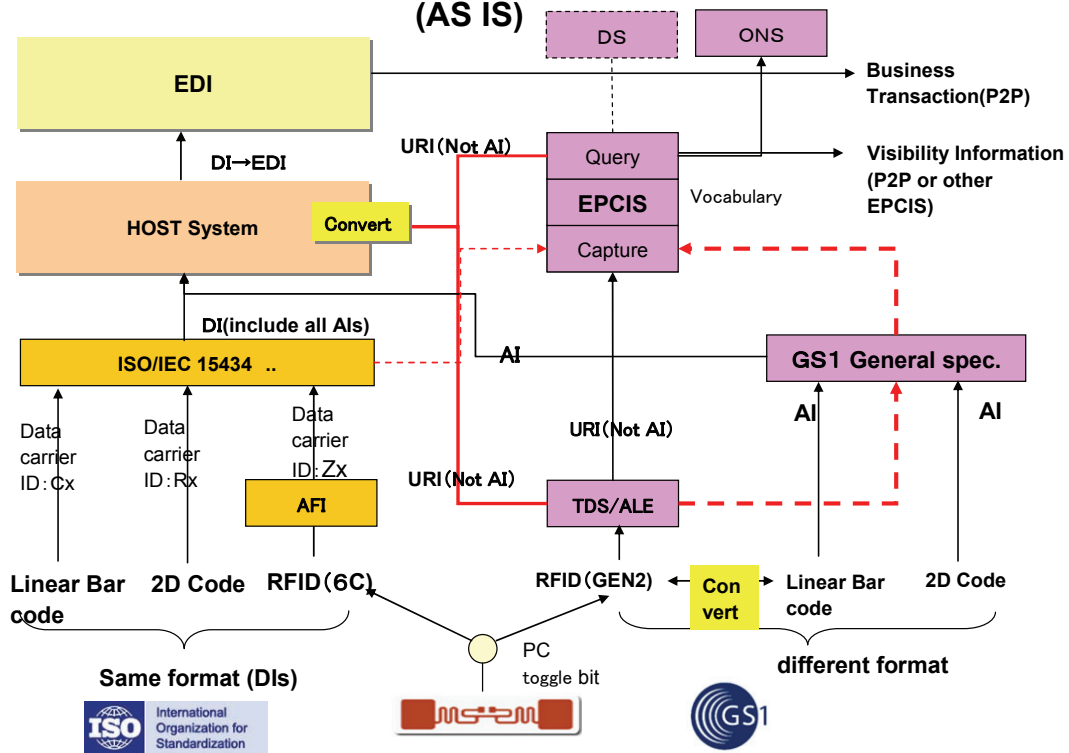 (AS IS)
DS
ONS
EDI
Business
Transaction(P2P)
DI→EDI
URI(Not AI)
Query
Visibility Information
(P2P or other
EPCIS)
HOST System
Convert
EPCIS
Vocabulary
Capture
DI(include all AIs)
ISO/IEC 15434 ..
AI
GS1 General spec.
Data
carrier
ID:Cx
Data
carrier
ID:Rx
Data
carrier
ID:Zx
URI(Not AI)
AI
AI
URI(Not AI)
AFI
TDS/ALE
Linear Bar
code
2D Code
RFID(6C)
RFID(GEN2)
Con
vert
Linear Bar
code
2D Code
PC
toggle bit
Same format (DIs)
different format
ISO
International
Organization for
Standardization
GS1